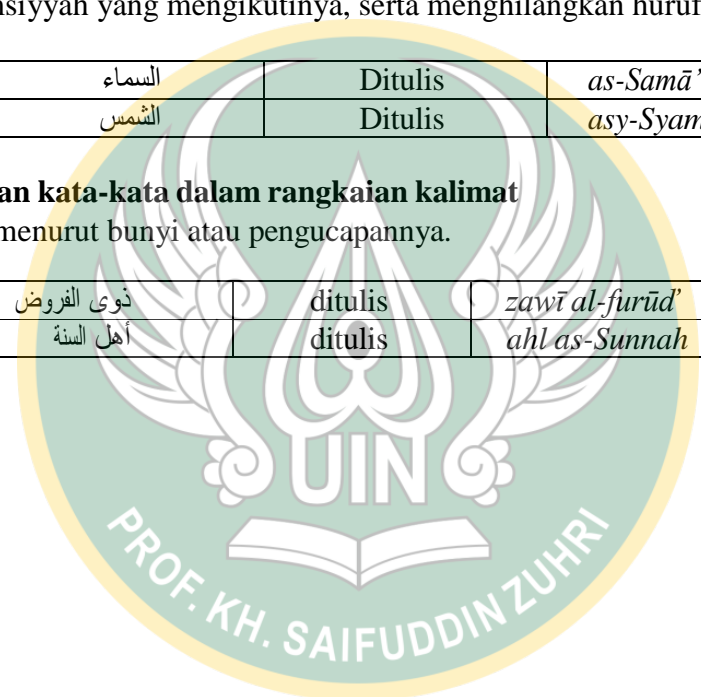 nsiyyah yang mengikutinya, serta menghilangkan huruf
السماء Ditulis as-Samā’
الشمس Ditulis asy-Syam
an kata-kata dalam rangkaian kalimat
menurut bunyi atau pengucapannya.
ذوى الفروض ditulis zawī al-furūd’
أهل السنة ditulis ahl as-Sunnah
UIN
PROF. KH. SAIFUDDIN ZUHRI